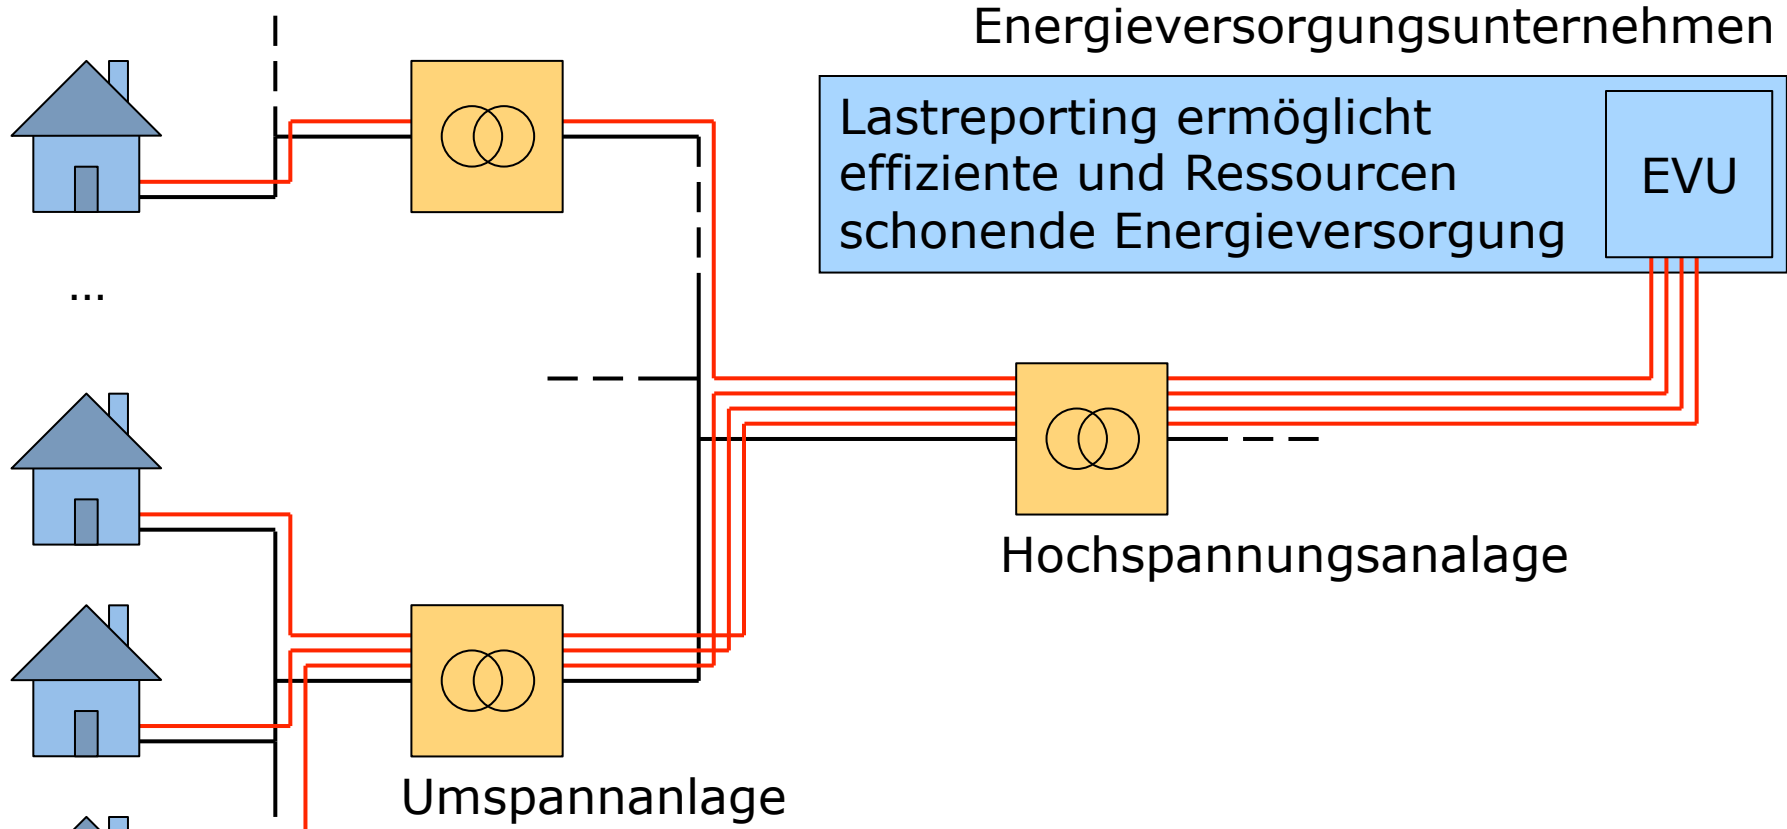 Energieversorgungsunternehmen
Lastreporting ermöglicht
effiziente und Ressourcen
schonende Energieversorgung
EVU
...
Hochspannungsanalage
Umspannanlage